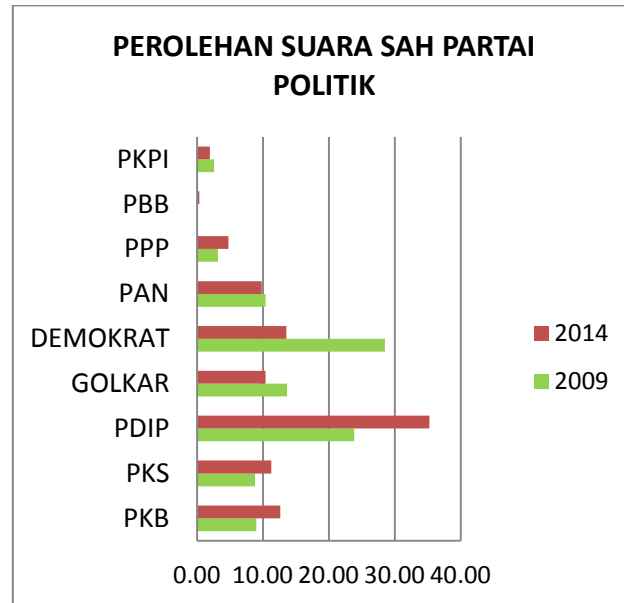 PEROLEHAN SUARA SAH PARTAI
POLITIK
PKPI
PBB
PPP
PAN
DEMOKRAT
GOLKAR
PDIP
PKS
PKB
2014
2009
0.00 10.00 20.00 30.00 40.00